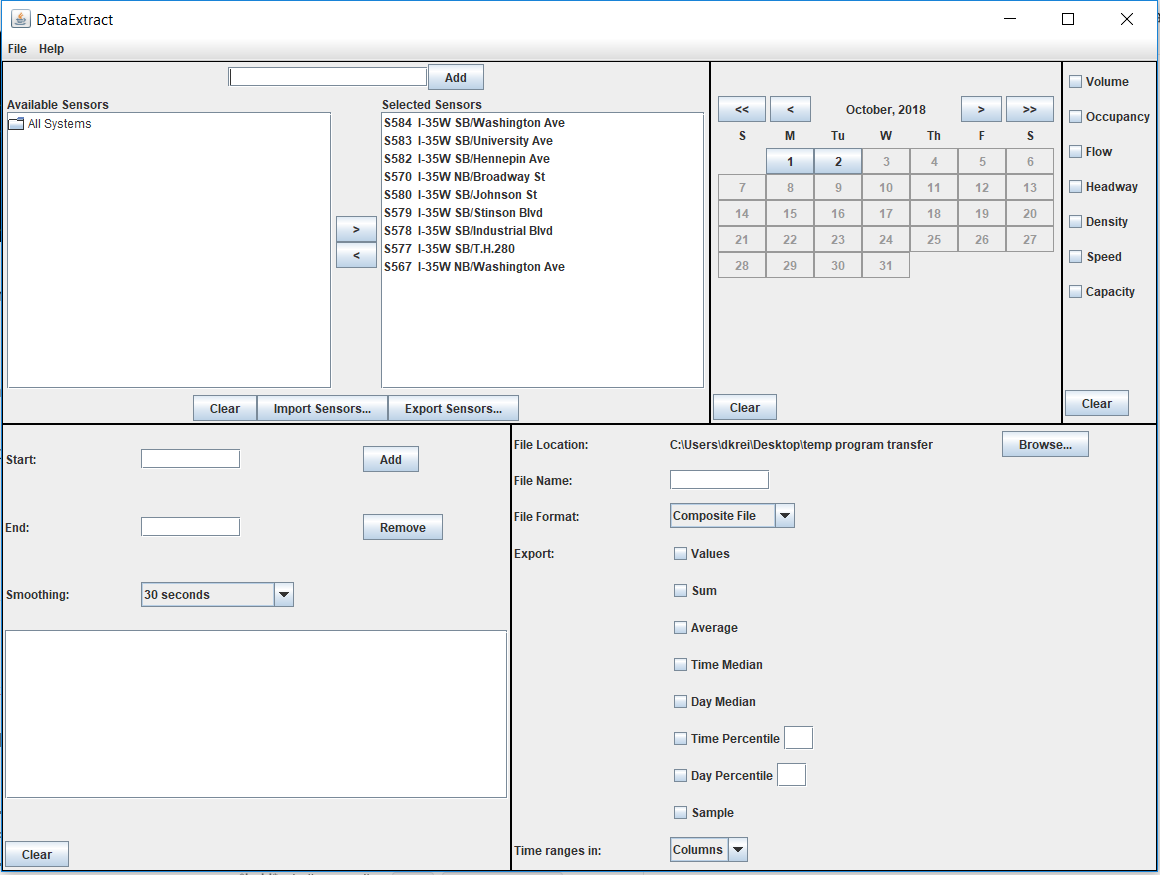 DataExtract
File Help
Add
Available Sensors
All Systems
>
<
Selected Sensors
S584 I-35W SB/Washington Ave
S583 I-35W SB/University Ave
S582 I-35W SB/Hennepin Ave
S570 I-35W NB/Broadway St
S580 I-35W SB/Johnson St
S579 I-35W SB/Stinson Blvd
S578 I-35W SB/Industrial Blvd
S577 I-35W SB/T.H.280
S567 I-35W NB/Washington Ave
Clear Import Sensors... Export Sensors...
<< < October, 2018 > >>
S M Tu W Th F S
1 2 3 4 5 6
7 8 9 10 11 12 13
14 15 16 17 18 19 20
21 22 23 24 25 26 27
28 29 30 31
Clear
Volume
Occupancy
Flow
Headway
Density
Speed
Capacity
Clear
Start: Add
End: Remove
Smoothing: 30 seconds
Clear
File Location: C:\Users\dkrei\Desktop\temp program transfer Browse...
File Name:
File Format: Composite File
Export: Values
Sum
Average
Time Median
Day Median
Time Percentile
Day Percentile
Sample
Time ranges in: Columns